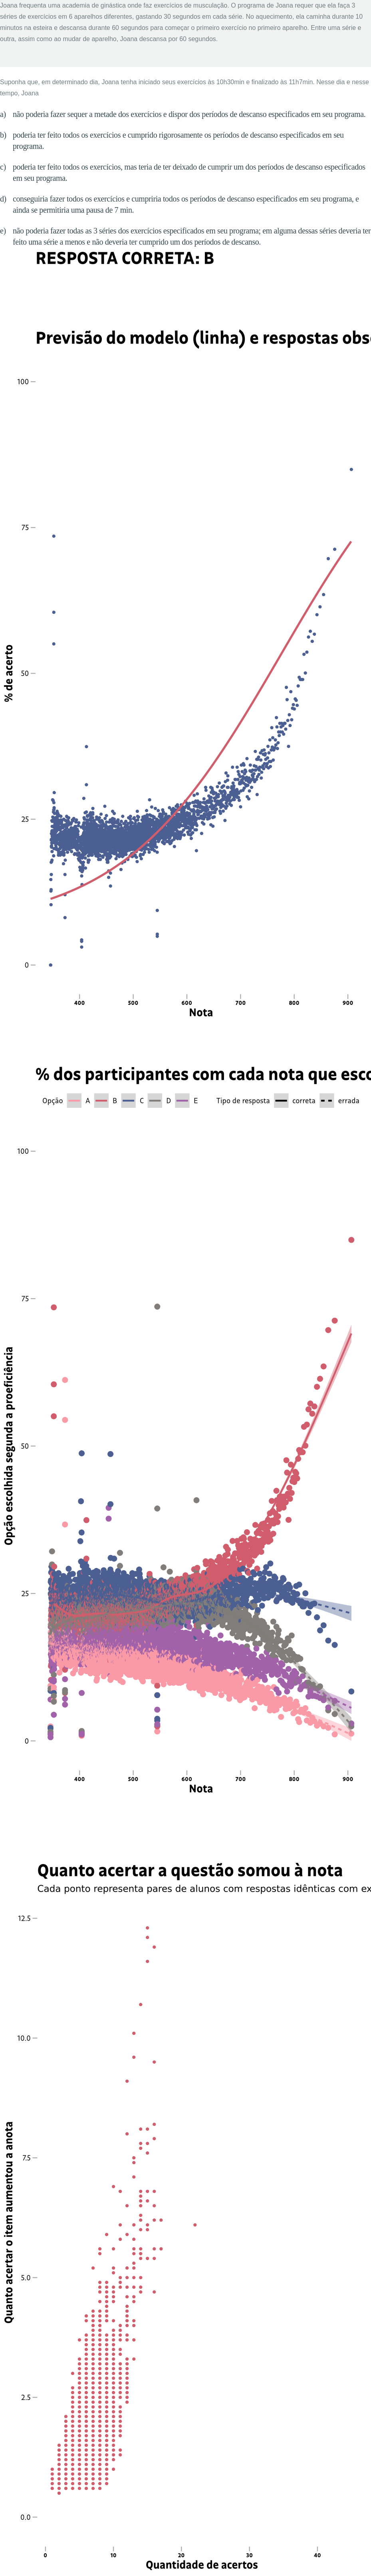 Joana frequenta uma academia de ginástica onde faz exercícios de musculação. O programa de Joana requer que ela faça 3
séries de exercícios em 6 aparelhos diferentes, gastando 30 segundos em cada série. No aquecimento, ela caminha durante 10
minutos na esteira e descansa durante 60 segundos para começar o primeiro exercício no primeiro aparelho. Entre uma série e
outra, assim como ao mudar de aparelho, Joana descansa por 60 segundos.
Suponha que, em determinado dia, Joana tenha iniciado seus exercícios às 10h30min e finalizado às 11h7min. Nesse dia e nesse
tempo, Joana
a) não poderia fazer sequer a metade dos exercícios e dispor dos períodos de descanso especificados em seu programa.
b) poderia ter feito todos os exercícios e cumprido rigorosamente os períodos de descanso especificados em seu
programa.
c) poderia ter feito todos os exercícios, mas teria de ter deixado de cumprir um dos períodos de descanso especificados
em seu programa.
d) conseguiria fazer todos os exercícios e cumpriria todos os períodos de descanso especificados em seu programa, e
ainda se permitiria uma pausa de 7 min.
e) não poderia fazer todas as 3 séries dos exercícios especificados em seu programa; em alguma dessas séries deveria ter
feito uma série a menos e não deveria ter cumprido um dos períodos de descanso.
RESPOSTA CORRETA: B
Previsão do modelo (linha) e respostas obs
100
75
50
25
0
% de acerto
400 500 600 700 800 900
Nota
% dos participantes com cada nota que esco
Opção A B C D E Tipo de resposta correta errada
100
75
50
25
0
Opção escolhida segunda a proeficiência
400 500 600 700 800 900
Nota
Quanto acertar a questão somou à nota
Cada ponto representa pares de alunos com respostas idênticas com ex
12.5
10.0
7.5
5.0
2.5
0.0
Quanto acertar o item aumentou a anota
0 10 20 30 40
Quantidade de acertos